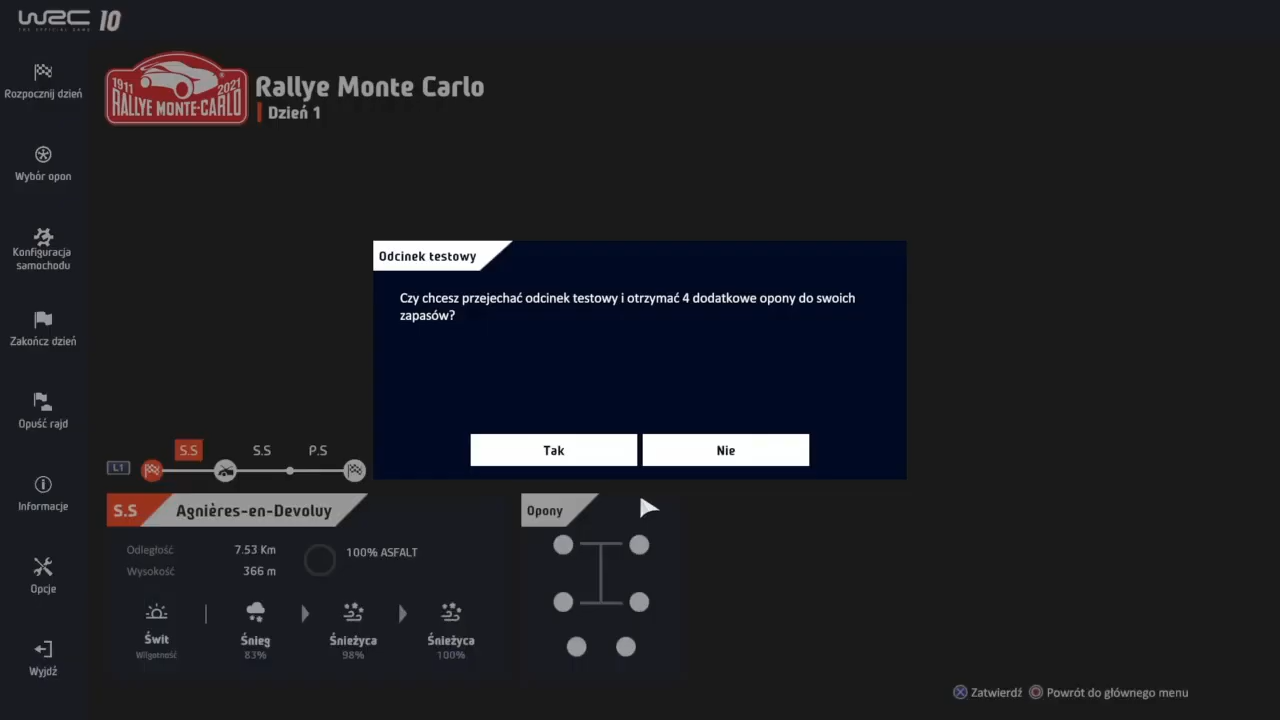 WRC 10
THE OFFICIAL GAME
Rozpocznij dzień
Wybór opon
Konfiguracja
samochodu
Zakończ dzień
Opuść rajd
Informacje
Opcje
Wyjdź
1911 2021
RALLYE MONTE-CARLO
Rallye Monte Carlo
Dzień 1
Odcinek testowy
Czy chcesz przejechać odcinek testowy i otrzymać 4 dodatkowe opony do swoich
zapasów?
Tak
Nie
L1
S.S
S.S
P.S
S.S Agnières-en-Devoluy
Odległość 7.53 Km
Wysokość 366 m
100% ASFALT
Świt
Wilgotność
Śnieg
83%
Śnieżyca
98%
Śnieżyca
100%
Opony
Zatwierdź
Powrót do głównego menu